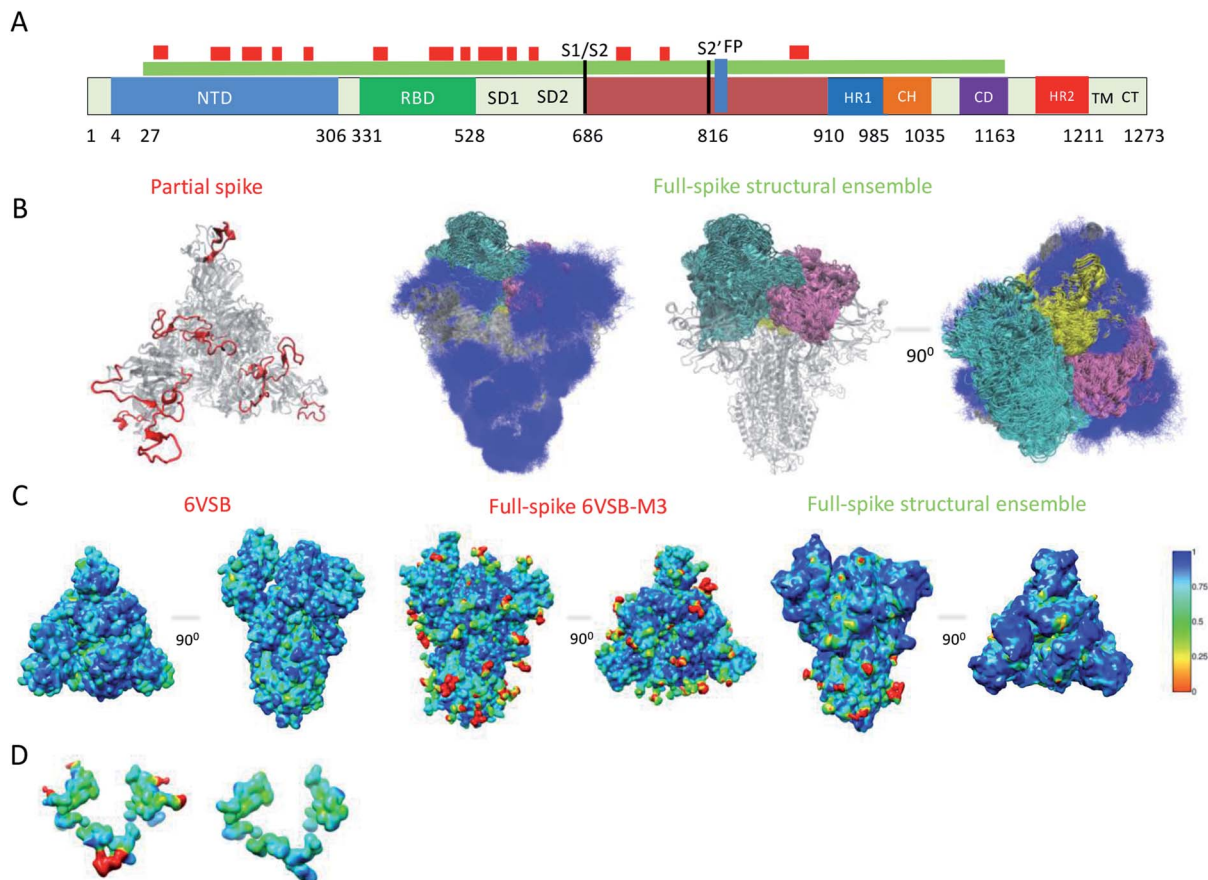 A
S1/S2 S2’ FP
NTD RBD SD1 SD2 HR1 CH CD HR2 TM CT
1 4 27 306 331 528 686 816 910 985 1035 1163 1211 1273
Partial spike Full-spike structural ensemble
B
90⁰
C
6VSB Full-spike 6VSB-M3 Full-spike structural ensemble
1
0.75
0.5
0.25
0
90⁰ 90⁰ 90⁰
D